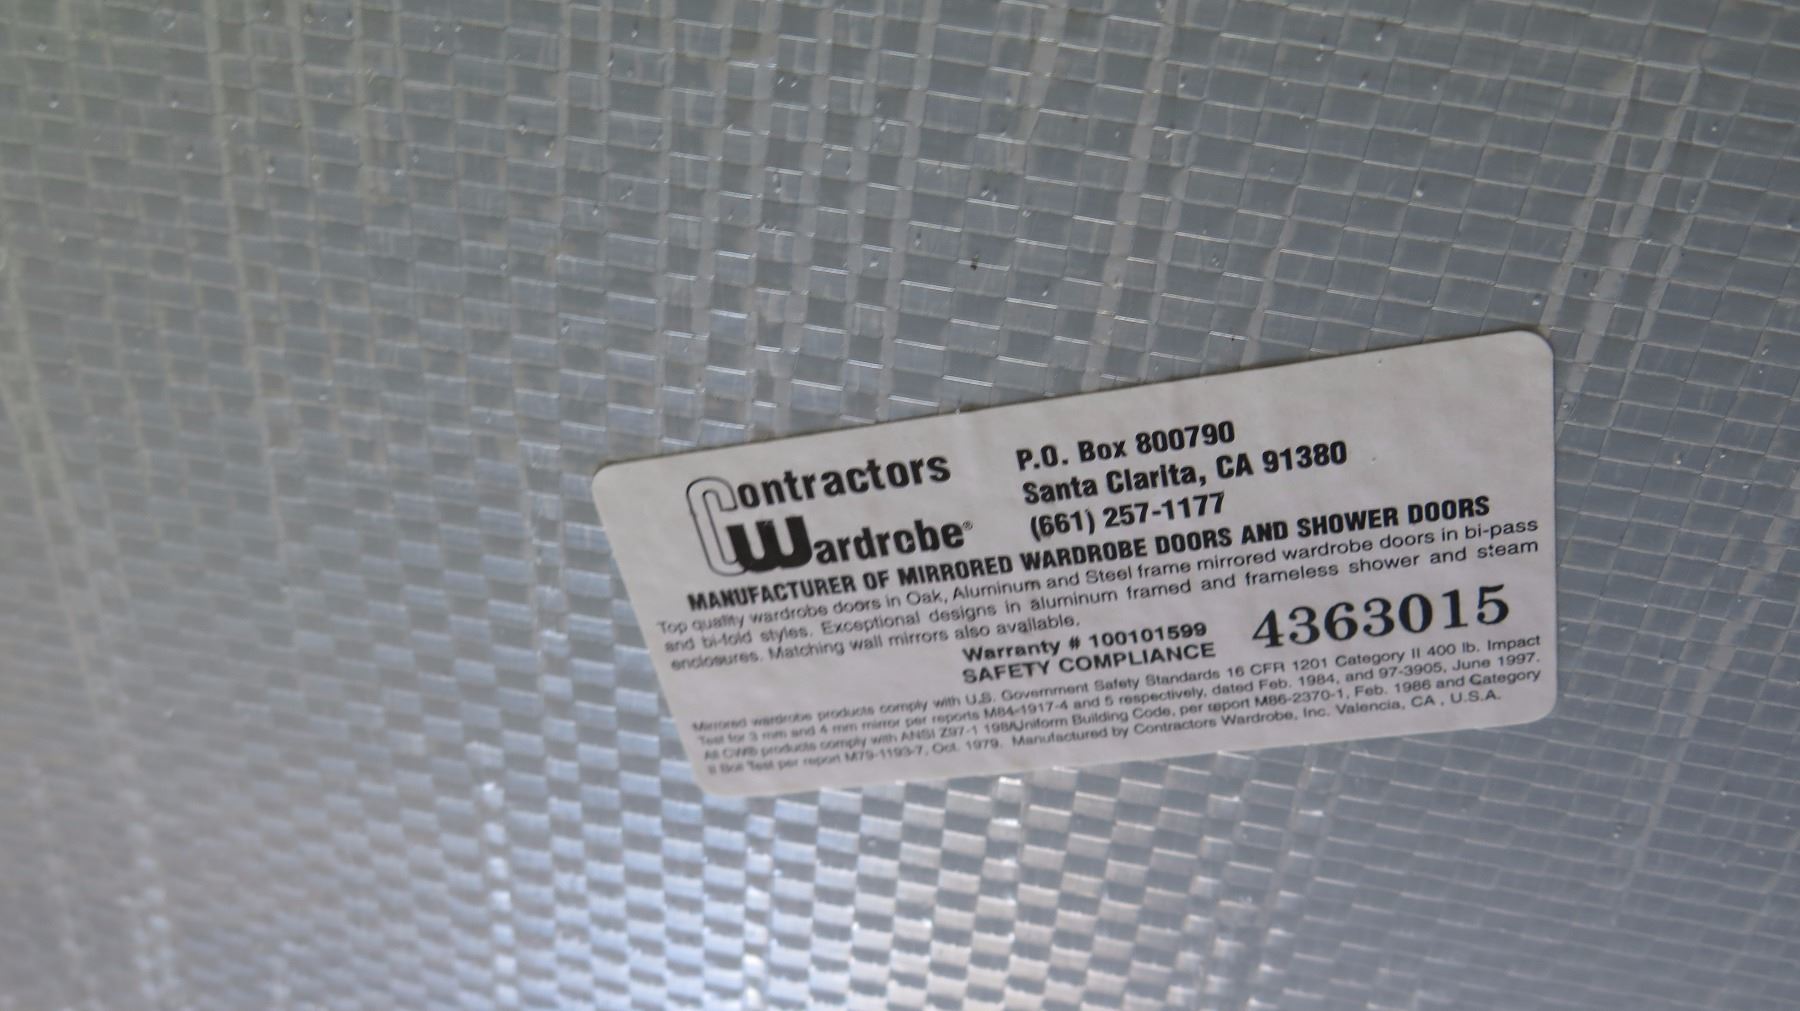 Contractors
Wardrobe®
P.O. Box 800790
Santa Clarita, CA 91380
(661) 257-1177
MANUFACTURER OF MIRRORED WARDROBE DOORS AND SHOWER DOORS
Top quality wardrobe doors in Oak, Aluminum and Steel frame mirrored wardrobe doors in bi-pass
and bi-fold styles. Exceptional designs in aluminum framed and frameless shower and steam
enclosures. Matching wall mirrors also available.
Warranty # 100101599
4363015
SAFETY COMPLIANCE
Mirrored wardrobe products comply with U.S. Government Safety Standards 16 CFR 1201 Category II 400 lb. Impact
Test for 3 mm and 4 mm mirror per reports M84-1917-4 and 5 respectively, dated Feb. 1984, and 97-3905, June 1997.
All CWB products comply with ANSI Z97-1 198/Uniform Building Code, per report M86-2370-1, Feb. 1986 and Category
II Test per report M79-1193-7, Oct. 1979. Manufactured by Contractors Wardrobe, Inc. Valencia, CA, U.S.A.